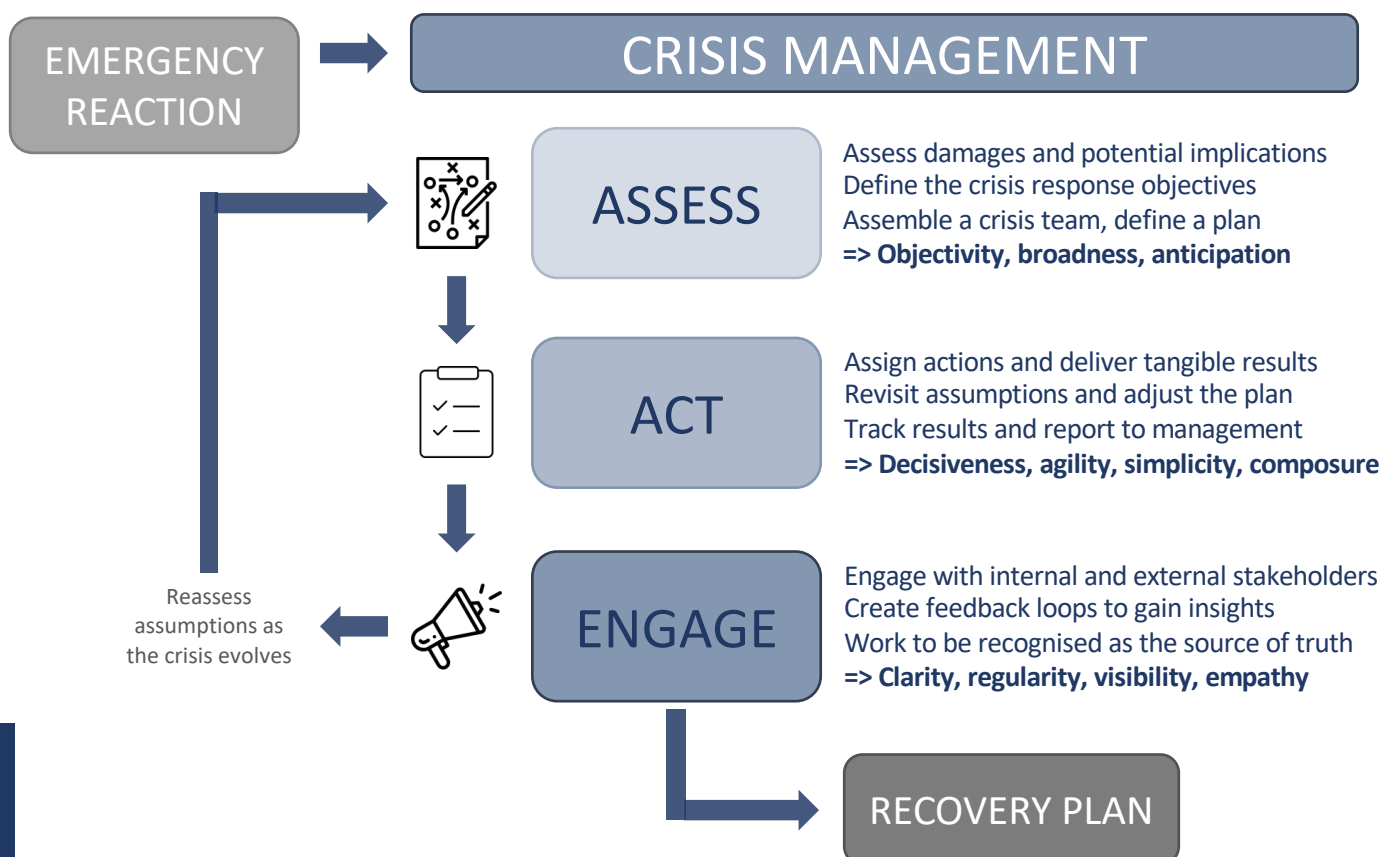 EMERGENCY
REACTION
CRISIS MANAGEMENT
ASSESS
Assess damages and potential implications
Define the crisis response objectives
Assemble a crisis team, define a plan
=> Objectivity, broadness, anticipation
ACT
Assign actions and deliver tangible results
Revisit assumptions and adjust the plan
Track results and report to management
=> Decisiveness, agility, simplicity, composure
ENGAGE
Engage with internal and external stakeholders
Create feedback loops to gain insights
Work to be recognised as the source of truth
=> Clarity, regularity, visibility, empathy
Reassess
assumptions as
the crisis evolves
RECOVERY PLAN